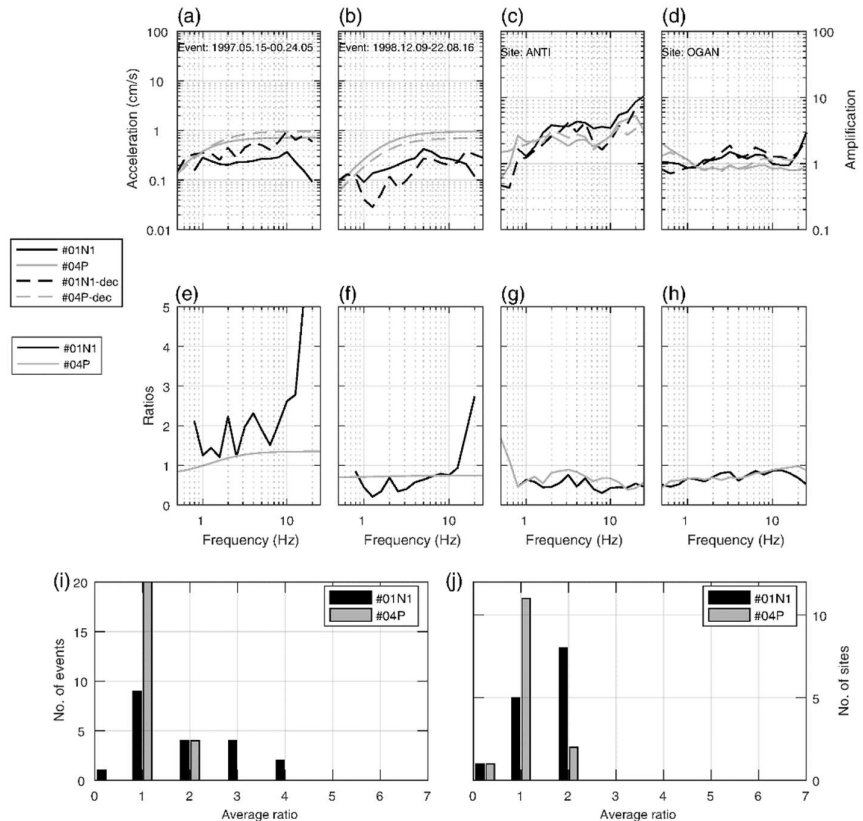 (a) (b) (c) (d)
Event: 1997.05.15-00.24.05
Event: 1998.12.09-22.08.16
Site: ANTI
Site: OGAN
100
10
1
0.1
0.01
Acceleration (cm/s)
100
10
1
0.1
Amplification
#01N1
#04P
#01N1-dec
#04P-dec
#01N1
#04P
(e) (f) (g) (h)
5
4
3
2
1
0
Ratios
1 10 1 10 1 10 1 10
Frequency (Hz) Frequency (Hz) Frequency (Hz) Frequency (Hz)
(i) (j)
20
15
10
5
0
No. of events
#01N1
#04P
0 1 2 3 4 5 6 7
Average ratio
#01N1
#04P
10
5
0
No. of sites
0 1 2 3 4 5 6 7
Average ratio